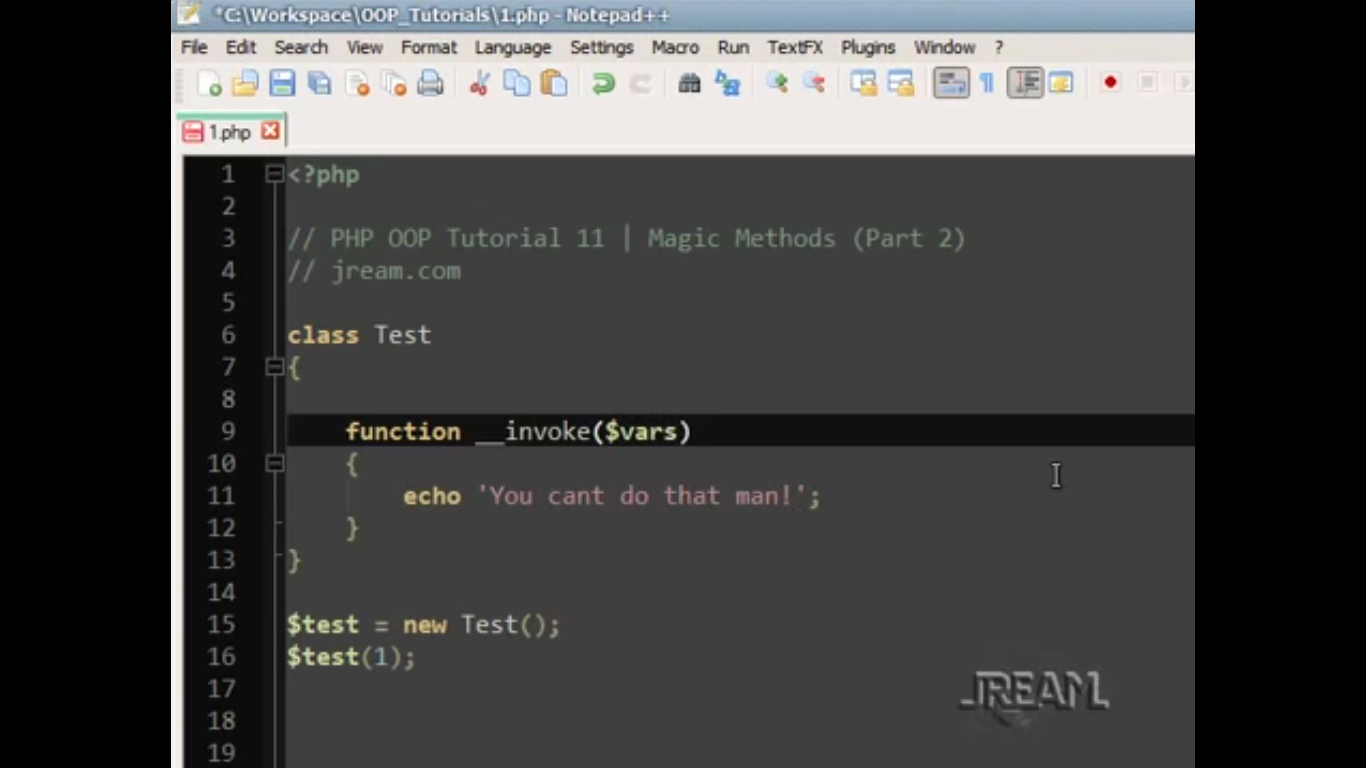 *C:\Workspace\OOP_Tutorials\1.php - Notepad++
File Edit Search View Format Language Settings Macro Run TextFX Plugins Window ?
1.php
1 <?php
2
3 // PHP OOP Tutorial 11 | Magic Methods (Part 2)
4 // jream.com
5
6 class Test
7 {
8
9     function __invoke($vars)
10     {
11         echo 'You cant do that man!';
12     }
13 }
14
15 $test = new Test();
16 $test(1);
17
18
19
JREAM